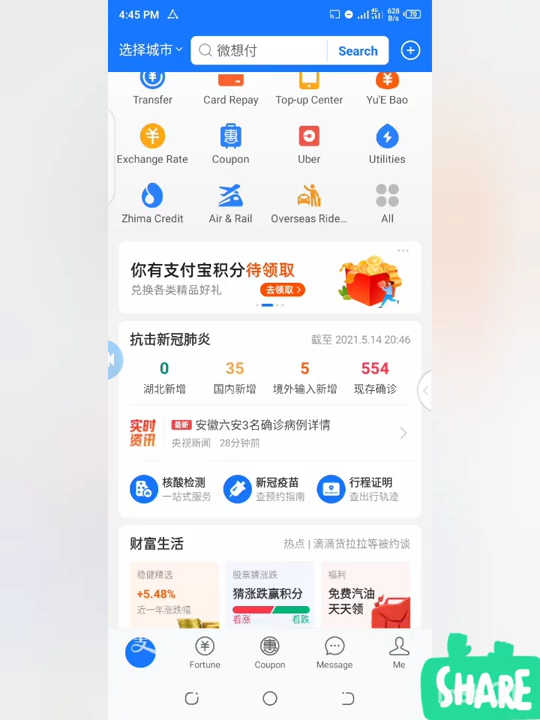 4:45 PM
4G
628
B/s
70
选择城市
微想付
Search
Transfer
Card Repay
Top-up Center
Yu'E Bao
Exchange Rate
惠
Coupon
Uber
Utilities
Zhima Credit
Air & Rail
Overseas Ride...
All
你有支付宝积分待领取
兑换各类精品好礼
去领取 >
抗击新冠肺炎
截至 2021.5.14 20:46
0
35
5
554
湖北新增
国内新增
境外输入新增
现存确诊
实时
资讯
最新 安徽六安3名确诊病例详情
央视新闻 28分钟前
核酸检测
一站式服务
新冠疫苗
查预约指南
行程证明
查出行轨迹
财富生活
热点 | 滴滴货拉拉等被约谈
稳健精选
+5.48%
近一年涨跌幅
股票猜涨跌
猜涨跌赢积分
看涨
看跌
福利
免费汽油
天天领
支
Fortune
惠
Coupon
Message
Me
SHARE